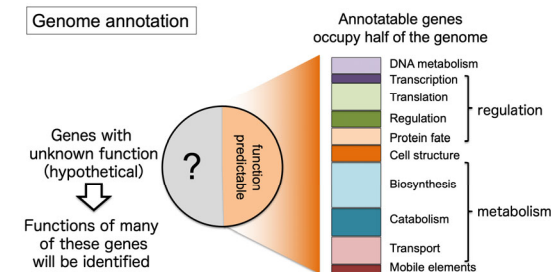 Genome annotation
Annotatable genes
occupy half of the genome
Genes with
unknown function
(hypothetical)
Functions of many
of these genes
will be identified
?
function
predictable
DNA metabolism
Transcription
Translation
Regulation
Protein fate
Cell structure
Biosynthesis
Catabolism
Transport
Mobile elements
regulation
metabolism